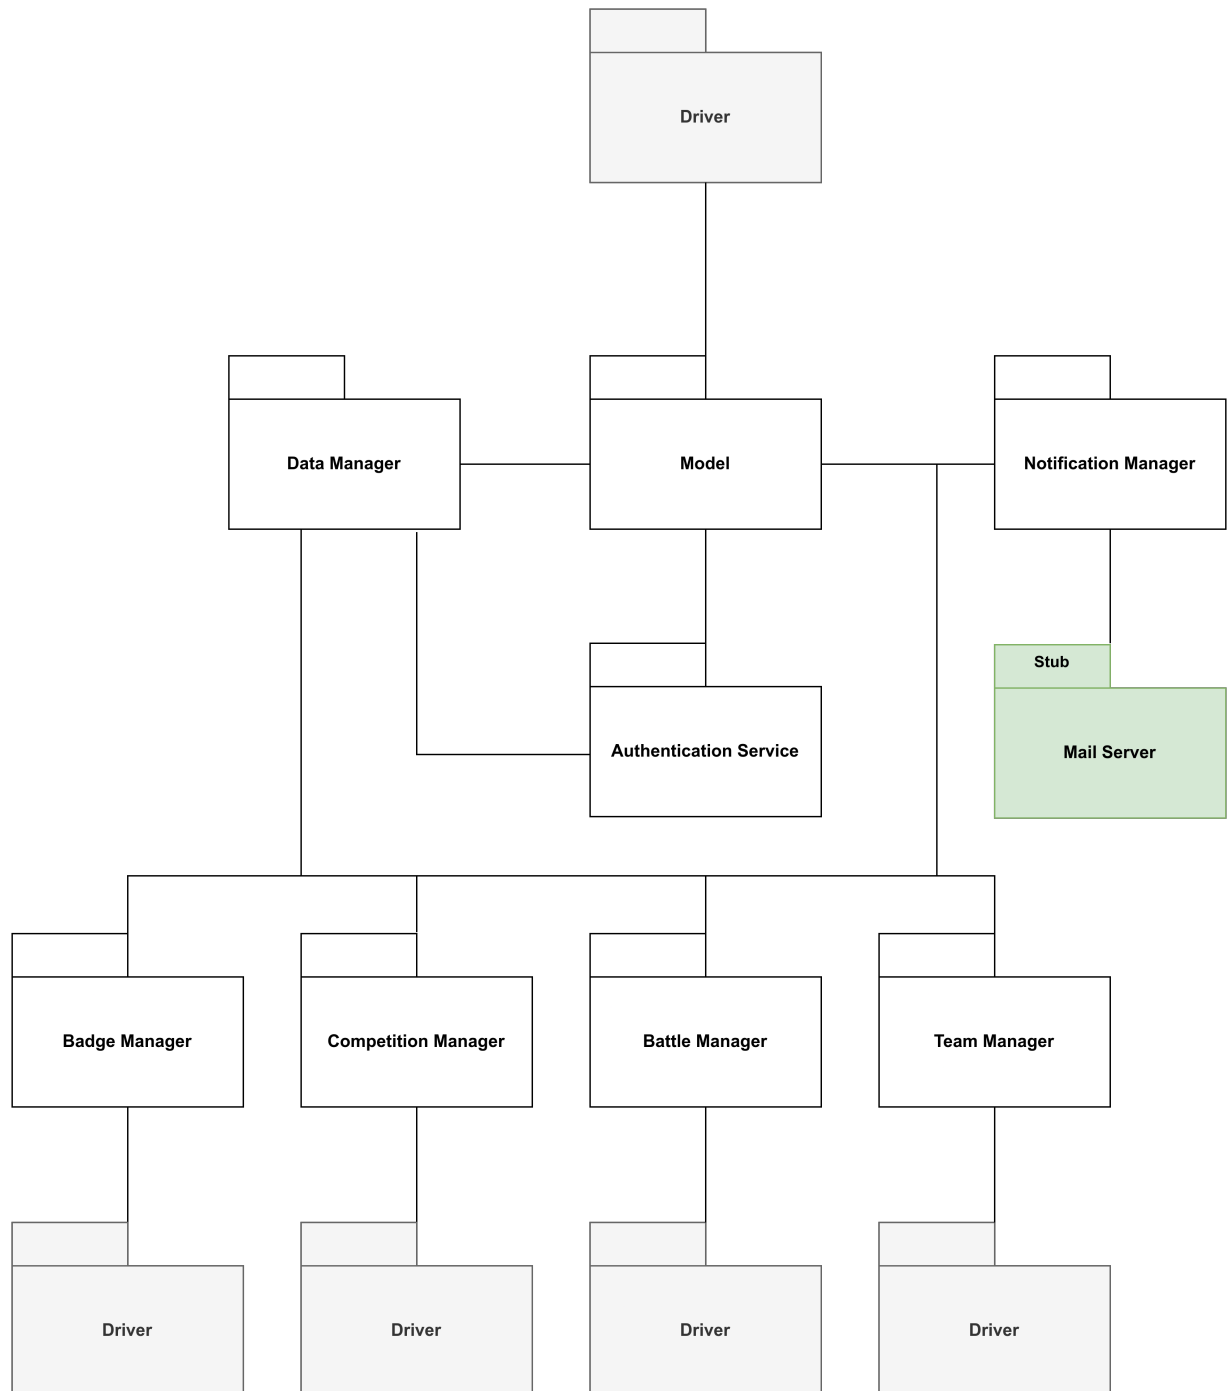 Driver
Data Manager
Model
Notification Manager
Stub
Authentication Service
Mail Server
Badge Manager
Competition Manager
Battle Manager
Team Manager
Driver
Driver
Driver
Driver